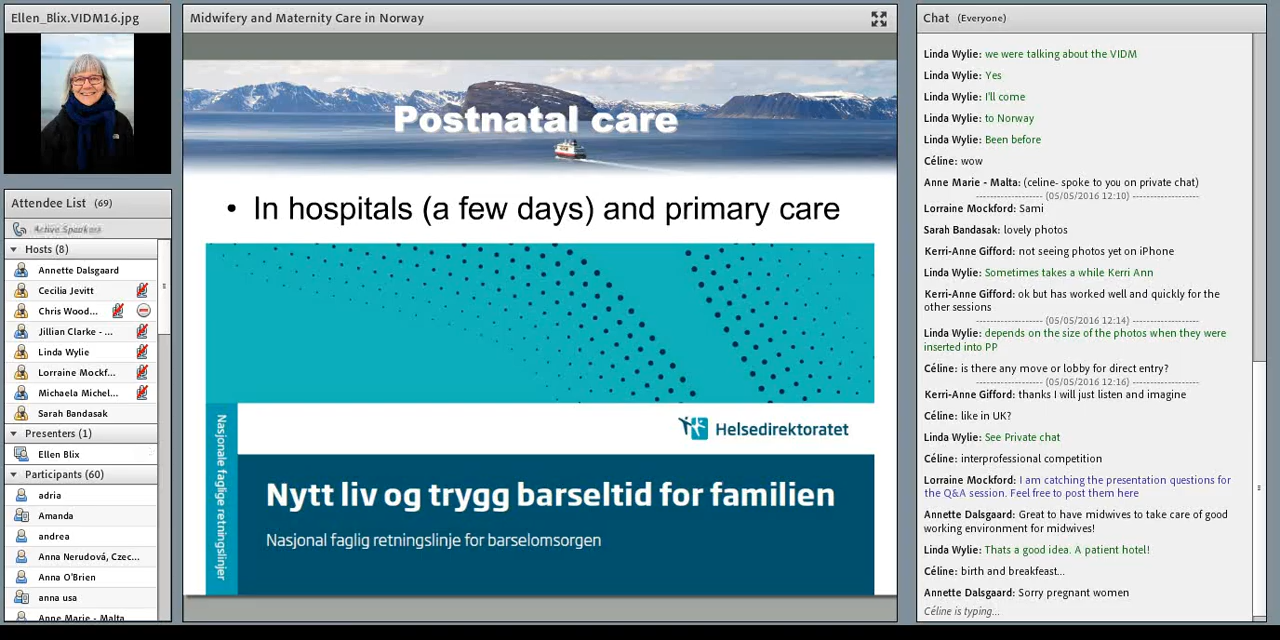 Ellen_Blix.VIDM16.jpg
Attendee List (69)
Active Speakers
Hosts (8)
Annette Dalsgaard
Cecilia Jevitt
Chris Wood...
Jillian Clarke - ...
Linda Wylie
Lorraine Mockf...
Michaela Michel...
Sarah Bandasak
Presenters (1)
Ellen Blix
Participants (60)
adria
Amanda
andrea
Anna Nerudová, Czec...
Anna O'Brien
anna usa
Anne Marie - Malta
Midwifery and Maternity Care in Norway
Postnatal care
• In hospitals (a few days) and primary care
Nasjonale faglige retningslinjer
Helsedirektoratet
Nytt liv og trygg barseltid for familien
Nasjonal faglig retningslinje for barselomsorgen
Chat (Everyone)
Linda Wylie: we were talking about the VIDM
Linda Wylie: Yes
Linda Wylie: I'll come
Linda Wylie: to Norway
Linda Wylie: Been before
Céline: wow
Anne Marie - Malta: (celine- spoke to you on private chat)
------------------- (05/05/2016 12:10) -------------------
Lorraine Mockford: Sami
Sarah Bandasak: lovely photos
Kerri-Anne Gifford: not seeing photos yet on iPhone
Linda Wylie: Sometimes takes a while Kerri Ann
Kerri-Anne Gifford: ok but has worked well and quickly for the
other sessions
------------------- (05/05/2016 12:14) -------------------
Linda Wylie: depends on the size of the photos when they were
inserted into PP
Céline: is there any move or lobby for direct entry?
------------------- (05/05/2016 12:16) -------------------
Kerri-Anne Gifford: thanks I will just listen and imagine
Céline: like in UK?
Linda Wylie: See Private chat
Céline: interprofessional competition
Lorraine Mockford: I am catching the presentation questions for
the Q&A session. Feel free to post them here
Annette Dalsgaard: Great to have midwives to take care of good
working environment for midwives!
Linda Wylie: Thats a good idea. A patient hotel!
Céline: birth and breakfeast...
Annette Dalsgaard: Sorry pregnant women
Céline is typing...